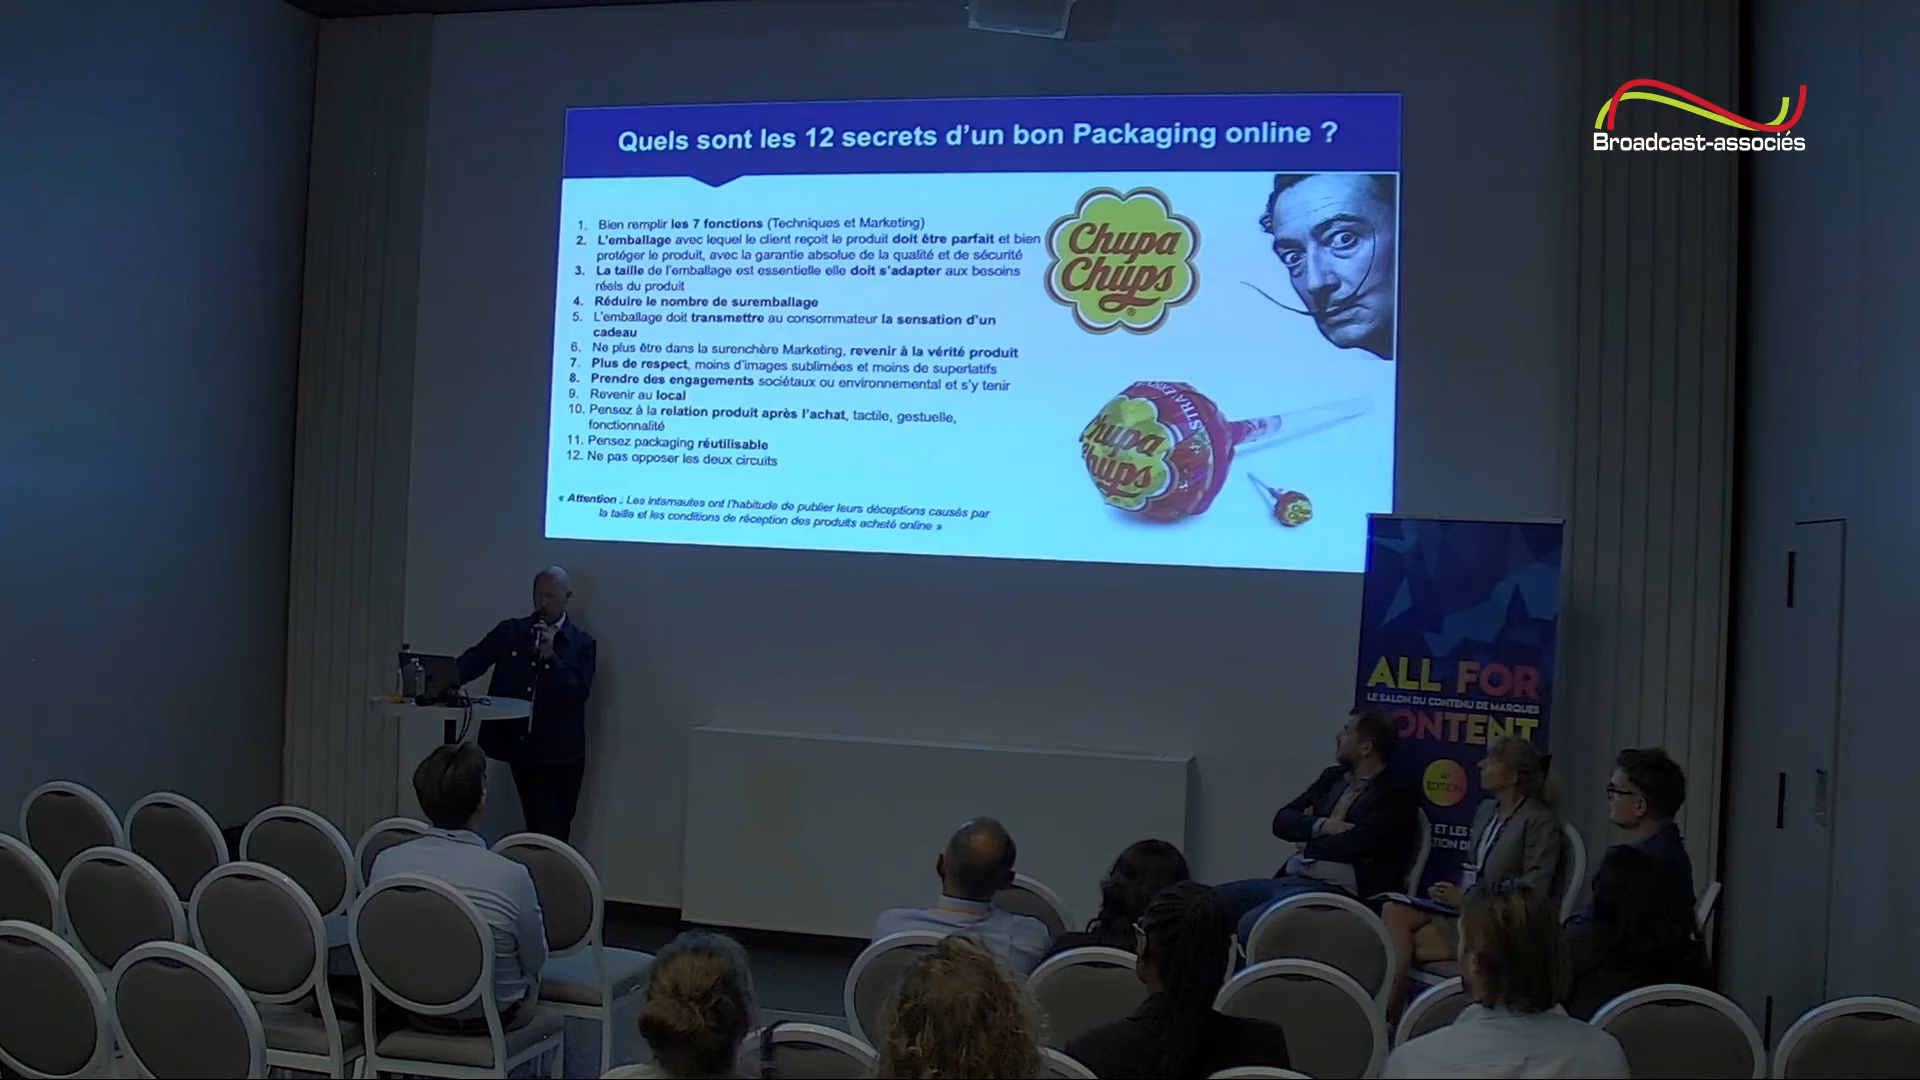 Broadcast-associés
Quels sont les 12 secrets d'un bon Packaging online ?
1. Bien remplir les 7 fonctions (Techniques et Marketing)
2. L'emballage avec lequel le client reçoit le produit doit être parfait et bien
protéger le produit, avec la garantie absolue de la qualité et de sécurité
3. La taille de l'emballage est essentielle elle doit s'adapter aux besoins
réels du produit
4. Réduire le nombre de suremballage
5. L'emballage doit transmettre au consommateur la sensation d'un
cadeau
6. Ne plus être dans la surenchère Marketing, revenir à la vérité produit
7. Plus de respect, moins d'images sublimées et moins de superlatifs
8. Prendre des engagements sociétaux ou environnemental et s'y tenir
9. Revenir au local
10. Pensez à la relation produit après l'achat, tactile, gestuelle,
fonctionnalité
11. Pensez packaging réutilisable
12. Ne pas opposer les deux circuits
« Attention : Les internautes ont l'habitude de publier leurs déceptions causés par
la taille et les conditions de réception des produits acheté online »
Chupa
Chups
®
Chupa
Chups
ALL FOR
LE SALON DU CONTENU DE MARQUES
CONTENT
4e
EDITION
ET LES